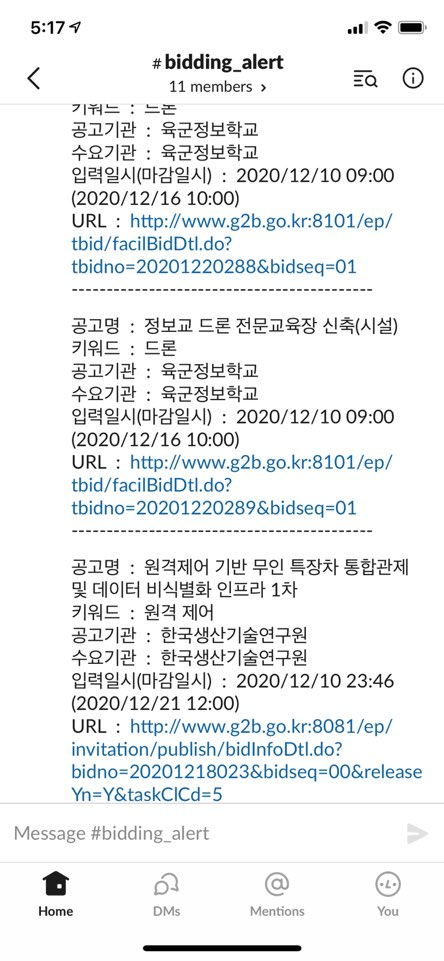 5:17
#bidding_alert
11 members >
키워드 : 드론
공고기관 : 육군정보학교
수요기관 : 육군정보학교
입력일시(마감일시) : 2020/12/10 09:00
(2020/12/16 10:00)
URL : http://www.g2b.go.kr:8101/ep/
tbid/facilBidDtl.do?
tbidno=20201220288&bidseq=01
-------------------------------------------
공고명 : 정보교 드론 전문교육장 신축(시설)
키워드 : 드론
공고기관 : 육군정보학교
수요기관 : 육군정보학교
입력일시(마감일시) : 2020/12/10 09:00
(2020/12/16 10:00)
URL : http://www.g2b.go.kr:8101/ep/
tbid/facilBidDtl.do?
tbidno=20201220289&bidseq=01
-------------------------------------------
공고명 : 원격제어 기반 무인 특장차 통합관제
및 데이터 비식별화 인프라 1차
키워드 : 원격 제어
공고기관 : 한국생산기술연구원
수요기관 : 한국생산기술연구원
입력일시(마감일시) : 2020/12/10 23:46
(2020/12/21 12:00)
URL : http://www.g2b.go.kr:8081/ep/
invitation/publish/bidInfoDtl.do?
bidno=20201218023&bidseq=00&release
Yn=Y&taskClCd=5
Message #bidding_alert
Home
DMs
Mentions
You